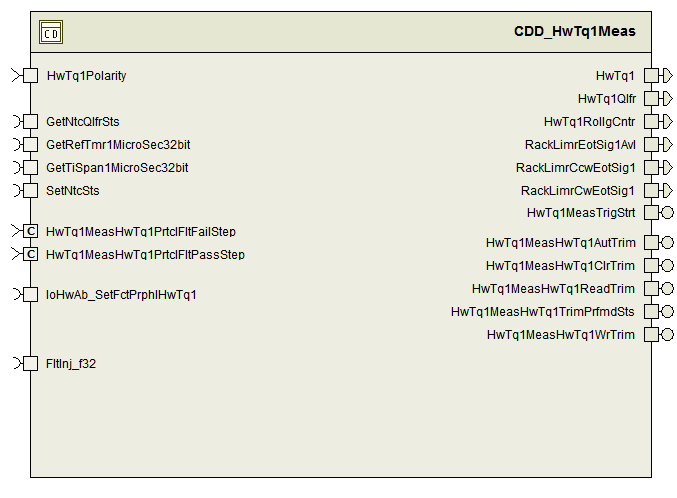 CD
CDD_HwTq1Meas
HwTq1Polarity
GetNtcQlfrSts
GetRefTmr1MicroSec32bit
GetTiSpan1MicroSec32bit
SetNtcSts
C HwTq1MeasHwTq1PrtclFltFailStep
C HwTq1MeasHwTq1PrtclFltPassStep
IoHwAb_SetFctPrphlHwTq1
FltInj_f32
HwTq1
HwTq1Qlfr
HwTq1RollgCntr
RackLimrEotSig1Avl
RackLimrCcwEotSig1
RackLimrCwEotSig1
HwTq1MeasTrigStrt
HwTq1MeasHwTq1AutTrim
HwTq1MeasHwTq1ClrTrim
HwTq1MeasHwTq1ReadTrim
HwTq1MeasHwTq1TrimPrfmdSts
HwTq1MeasHwTq1WrTrim